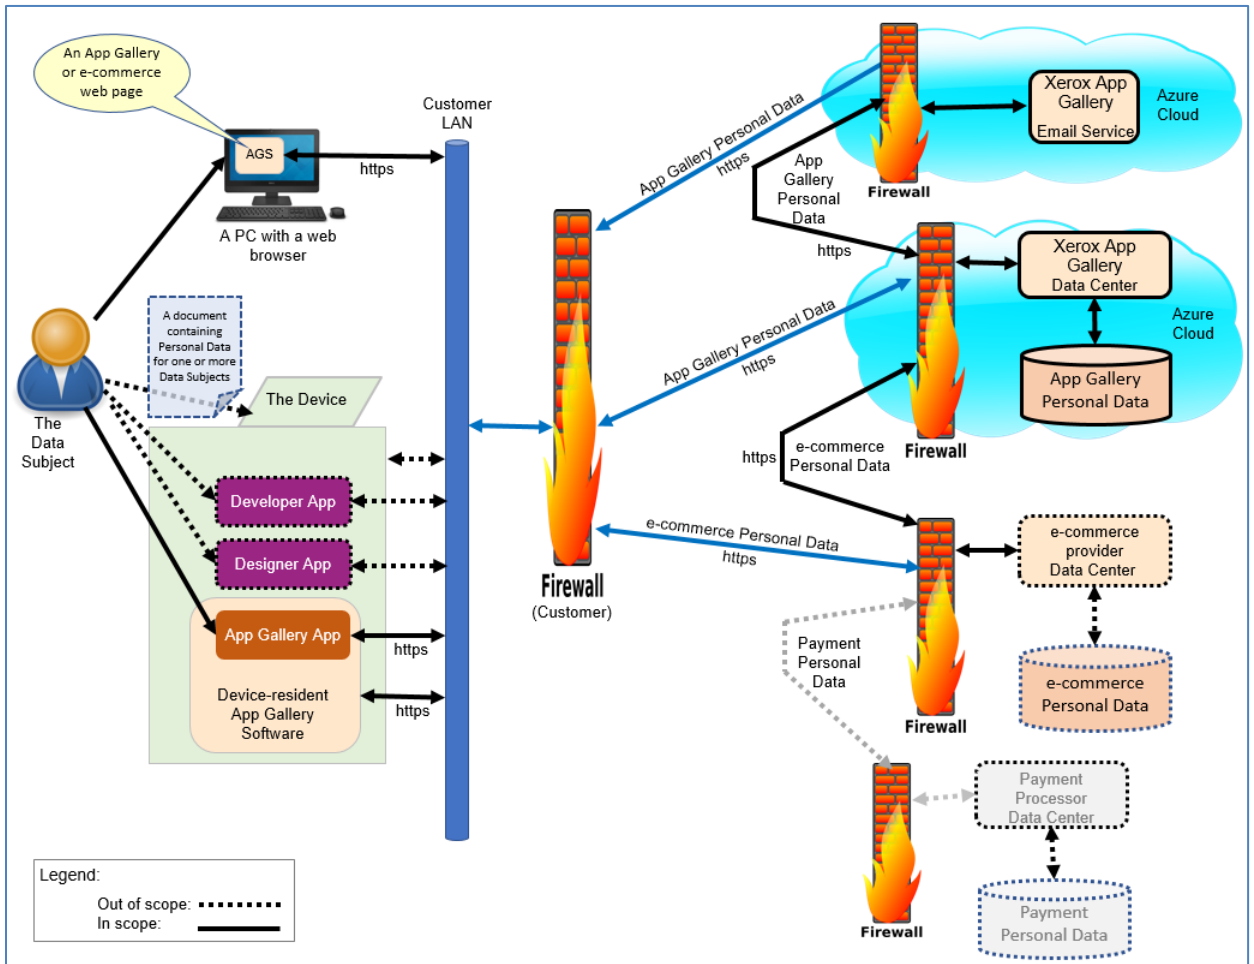 An App Gallery
or e-commerce
web page
AGS
https
A PC with a web
browser
Customer
LAN
The
Data
Subject
A document
containing
Personal Data
for one or more
Data Subjects
The Device
Developer App
Designer App
App Gallery App
https
Device-resident
App Gallery
Software
https
Firewall
(Customer)
App Gallery Personal Data
https
App
Gallery
Personal
Data
https
Firewall
Xerox App
Gallery
Email Service
Azure
Cloud
App Gallery Personal Data
https
Firewall
Xerox App
Gallery
Data Center
Azure
Cloud
App Gallery
Personal Data
https
e-commerce
Personal Data
e-commerce Personal Data
https
Firewall
e-commerce
provider
Data Center
e-commerce
Personal Data
Payment
Personal
Data
Firewall
Payment
Processor
Data Center
Payment
Personal Data
Legend:
Out of scope:
In scope: